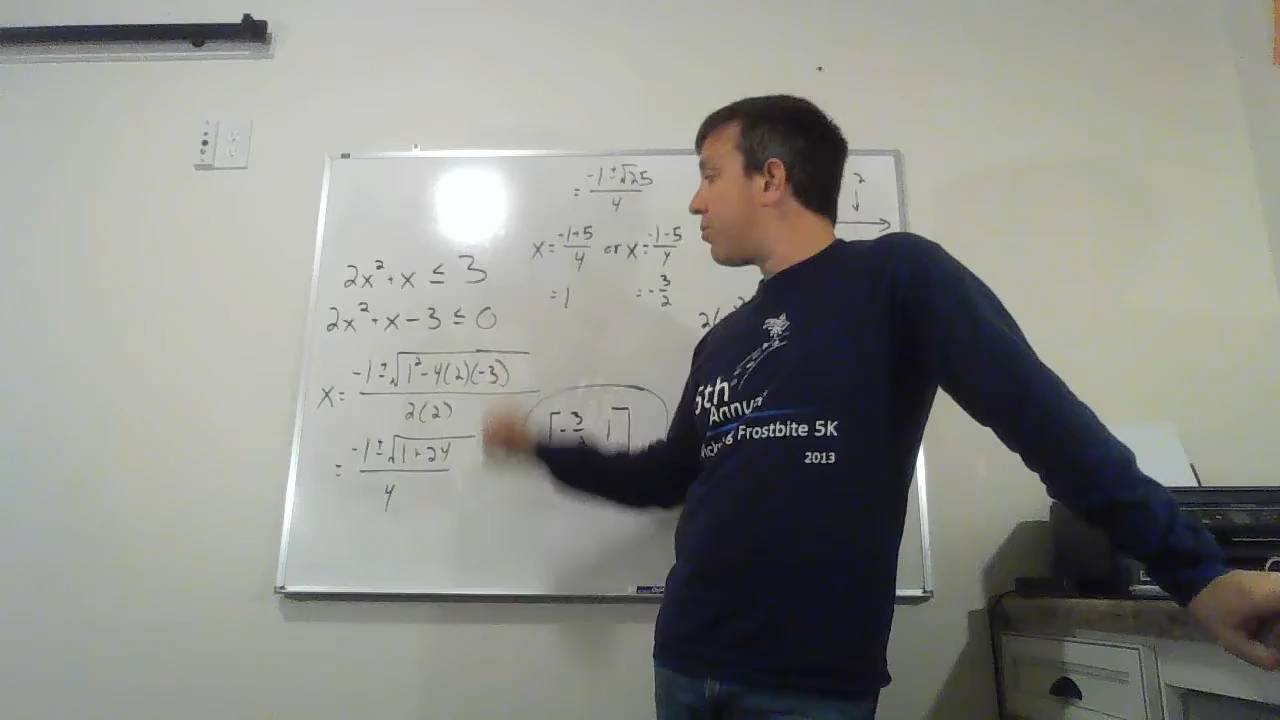 2x² + x ≤ 3
2x² + x - 3 ≤ 0
x = (-1 ± √(1² - 4(2)(-3))) / 2(2)
= (-1 ± √(1 + 24)) / 4
= (-1 ± √25) / 4
x = (-1+5)/4 or x = (-1-5)/4
= 1 = -3/2
[-3/2 1]
2
5th
Annual
Frostbite 5K
2013